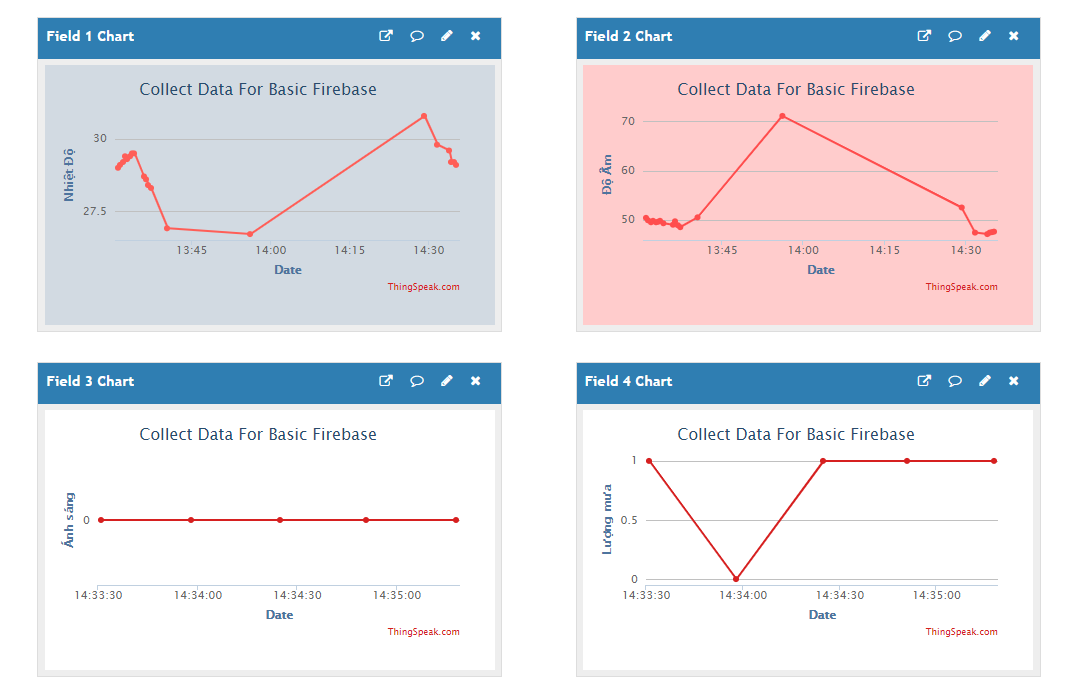 Field 1 Chart
Collect Data For Basic Firebase
Nhiệt Độ
30
27.5
13:45 14:00 14:15 14:30
Date
ThingSpeak.com
Field 2 Chart
Collect Data For Basic Firebase
Độ Ẩm
70
60
50
13:45 14:00 14:15 14:30
Date
ThingSpeak.com
Field 3 Chart
Collect Data For Basic Firebase
Ánh sáng
0
14:33:30 14:34:00 14:34:30 14:35:00
Date
ThingSpeak.com
Field 4 Chart
Collect Data For Basic Firebase
Lượng mưa
1
0.5
0
14:33:30 14:34:00 14:34:30 14:35:00
Date
ThingSpeak.com